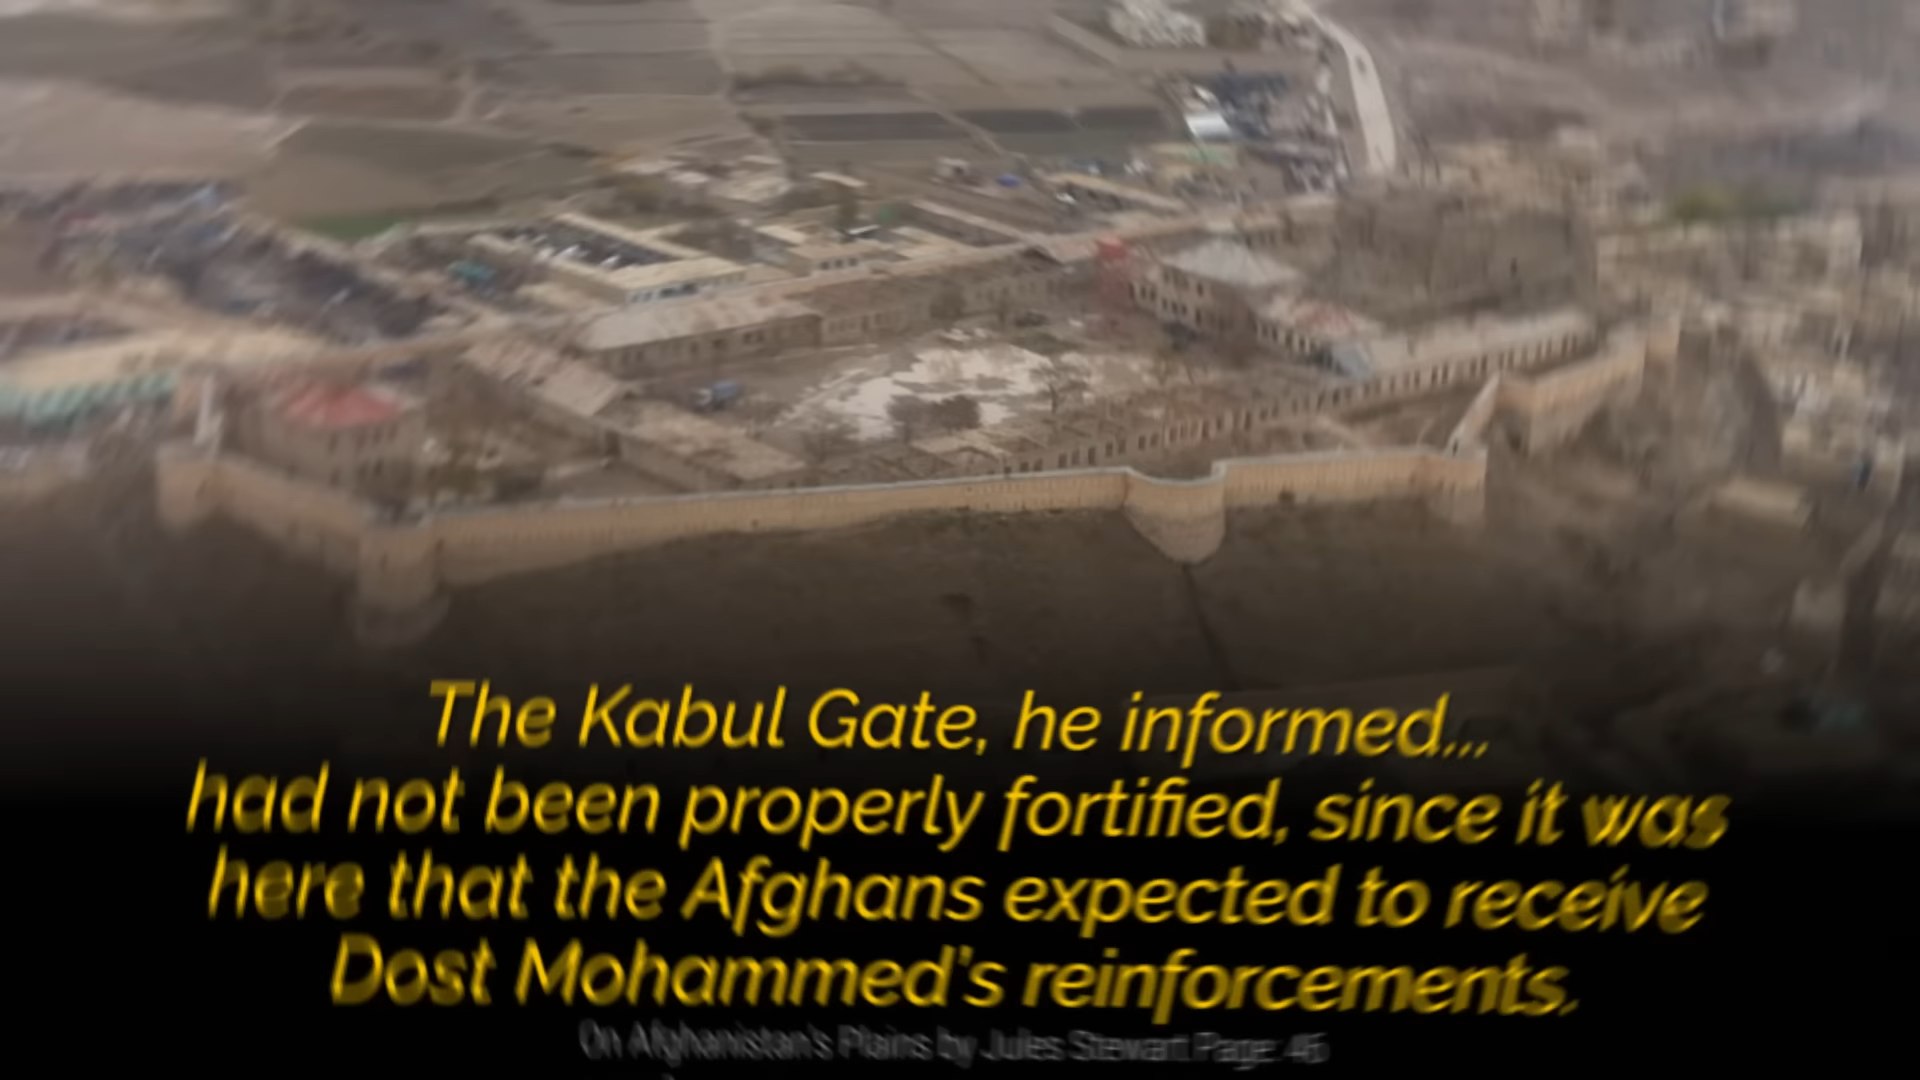 The Kabul Gate, he informed...
had not been properly fortified, since it was
here that the Afghans expected to receive
Dost Mohammed's reinforcements.
On Afghanistan's Plains by Jules Stewart Page: 46